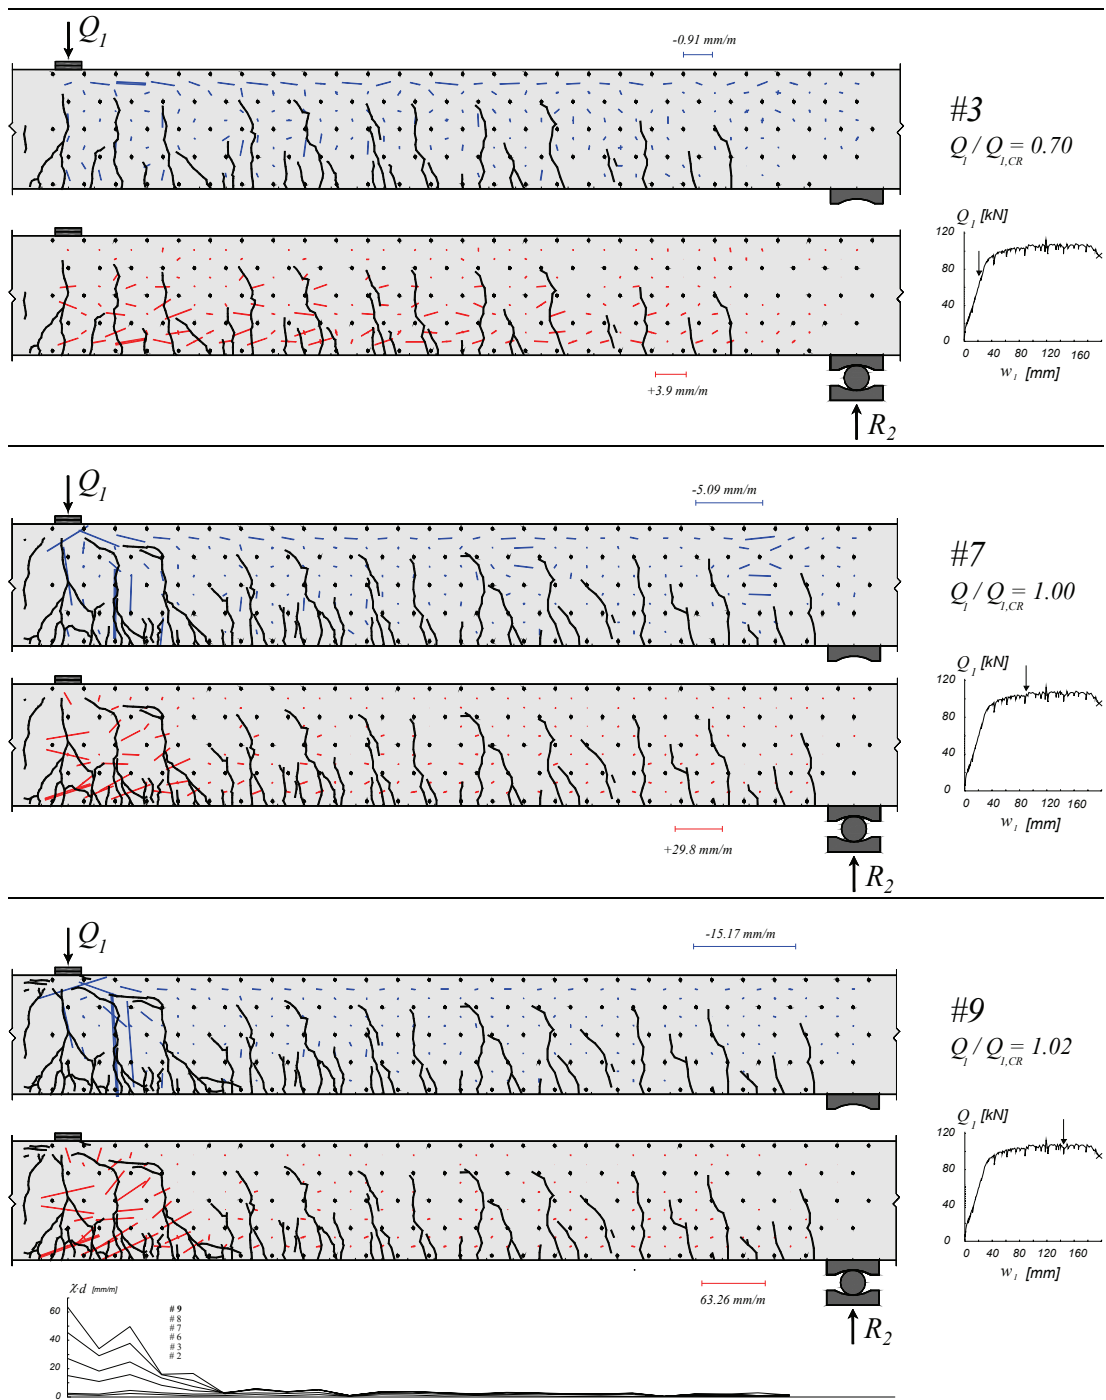 Q1
-0.91 mm/m
#3
Q1 / Q1,CR = 0.70
Q1 [kN]
120
80
40
0
0 40 80 120 160
w1 [mm]
+3.9 mm/m
R2
Q1
-5.09 mm/m
#7
Q1 / Q1,CR = 1.00
Q1 [kN]
120
80
40
0
0 40 80 120 160
w1 [mm]
+29.8 mm/m
R2
Q1
-15.17 mm/m
#9
Q1 / Q1,CR = 1.02
Q1 [kN]
120
80
40
0
0 40 80 120 160
w1 [mm]
63.26 mm/m
R2
χ·d [mm/m]
60
40
20
0
# 9
# 8
# 7
# 6
# 3
# 2